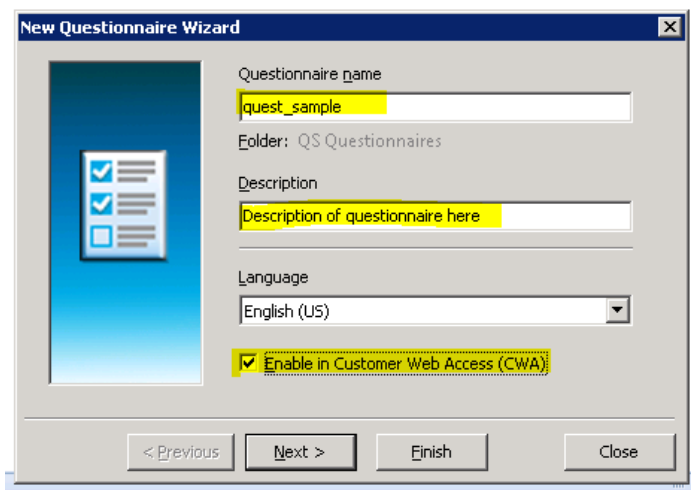 New Questionnaire Wizard
Questionnaire name
quest_sample
Folder: QS Questionnaires
Description
Description of questionnaire here
Language
English (US)
Enable in Customer Web Access (CWA)
< Previous Next > Finish Close